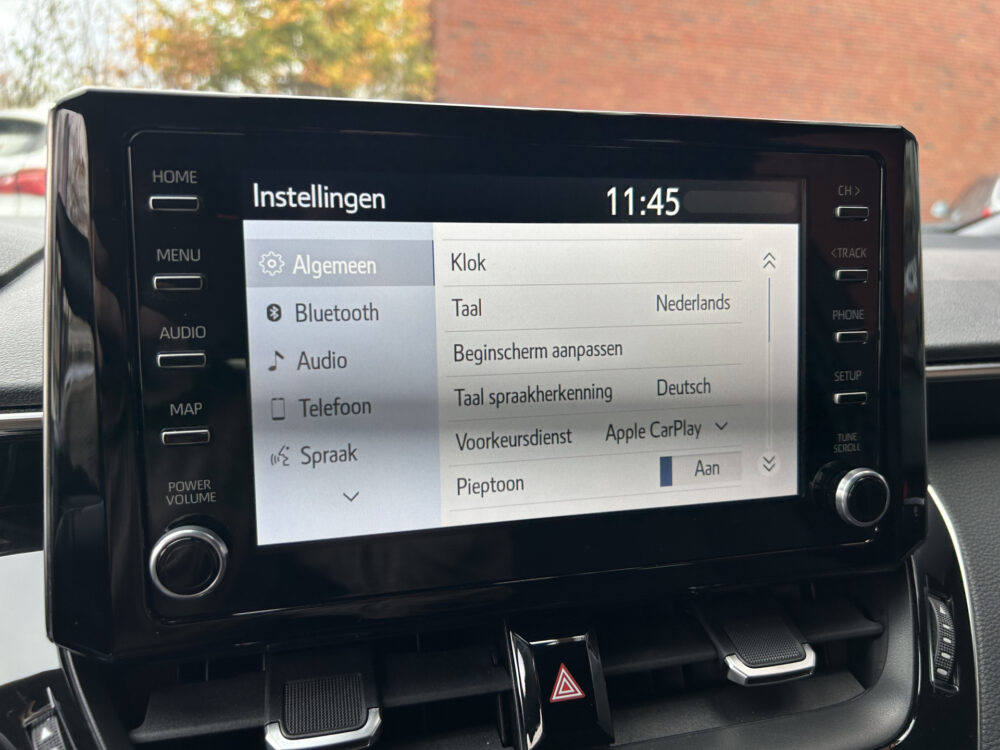 HOME
MENU
AUDIO
MAP
POWER
VOLUME
Instellingen 11:45
Algemeen
Bluetooth
Audio
Telefoon
Spraak
Klok
Taal Nederlands
Beginscherm aanpassen
Taal spraakherkenning Deutsch
Voorkeursdienst Apple CarPlay
Pieptoon Aan
CH >
< TRACK
PHONE
SETUP
TUNE
SCROLL